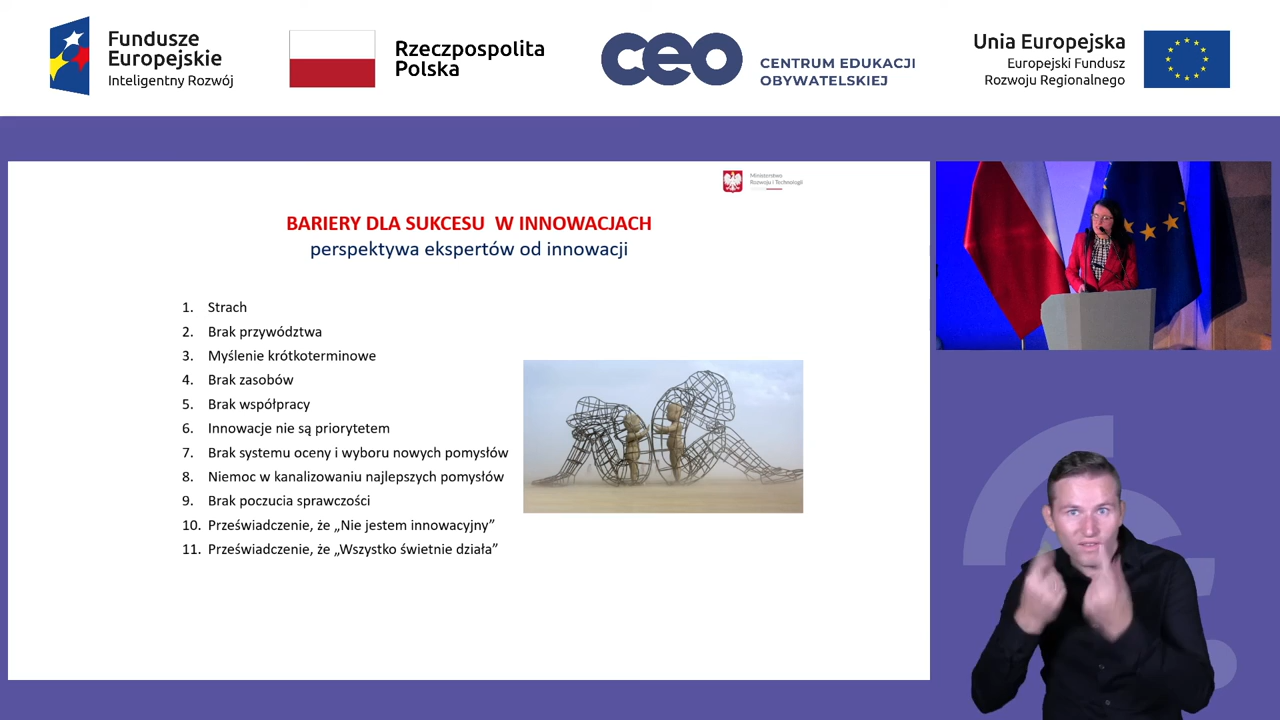 Fundusze
Europejskie
Inteligentny Rozwój
Rzeczpospolita
Polska
ceo
CENTRUM EDUKACJI
OBYWATELSKIEJ
Unia Europejska
Europejski Fundusz
Rozwoju Regionalnego
Ministerstwo
Rozwoju i Technologii
BARIERY DLA SUKCESU W INNOWACJACH
perspektywa ekspertów od innowacji
1. Strach
2. Brak przywództwa
3. Myślenie krótkoterminowe
4. Brak zasobów
5. Brak współpracy
6. Innowacje nie są priorytetem
7. Brak systemu oceny i wyboru nowych pomysłów
8. Niemoc w kanalizowaniu najlepszych pomysłów
9. Brak poczucia sprawczości
10. Przeświadczenie, że „Nie jestem innowacyjny”
11. Przeświadczenie, że „Wszystko świetnie działa”